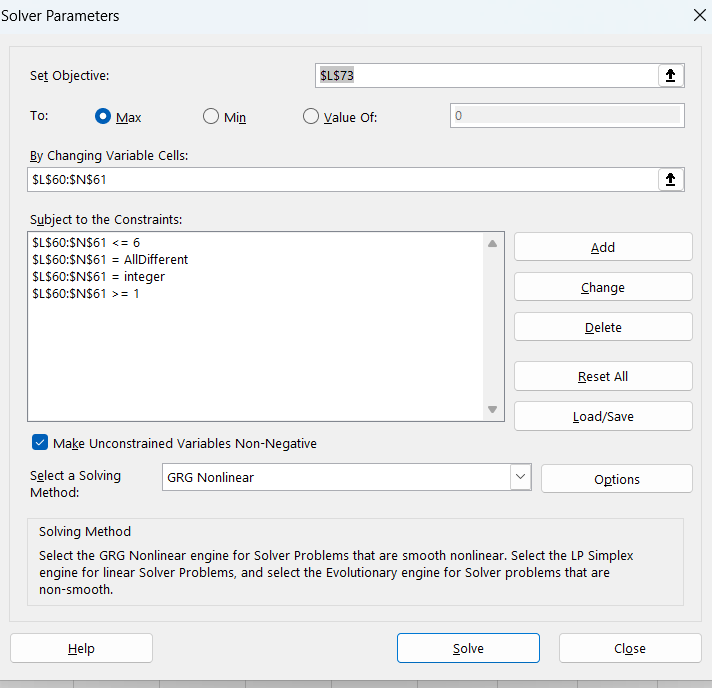 Solver Parameters
Set Objective:
$L$73
To:
Max
Min
Value Of:
0
By Changing Variable Cells:
$L$60:$N$61
Subject to the Constraints:
$L$60:$N$61 <= 6
$L$60:$N$61 = AllDifferent
$L$60:$N$61 = integer
$L$60:$N$61 >= 1
Add
Change
Delete
Reset All
Load/Save
Make Unconstrained Variables Non-Negative
Select a Solving
Method:
GRG Nonlinear
Options
Solving Method
Select the GRG Nonlinear engine for Solver Problems that are smooth nonlinear. Select the LP Simplex
engine for linear Solver Problems, and select the Evolutionary engine for Solver problems that are
non-smooth.
Help
Solve
Close